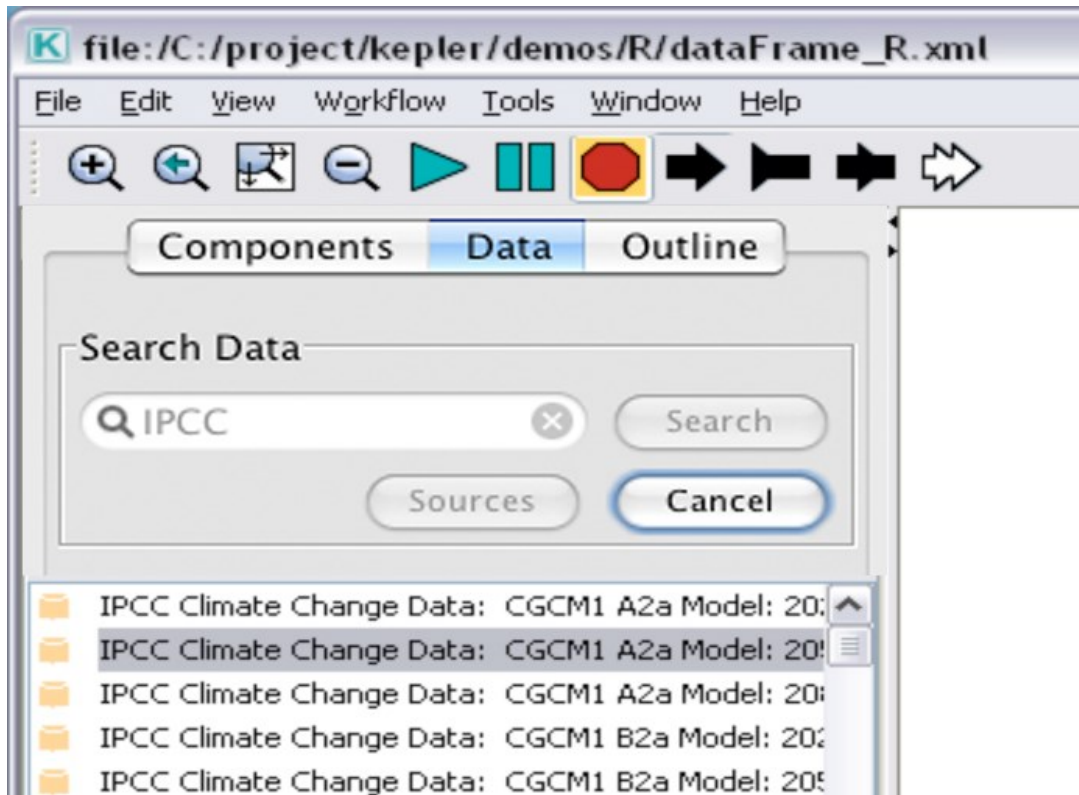 K file:/C:/project/kepler/demos/R/dataFrame_R.xml
File Edit View Workflow Tools Window Help
Components Data Outline
Search Data
IPCC Search
Sources Cancel
IPCC Climate Change Data: CGCM1 A2a Model:
IPCC Climate Change Data: CGCM1 A2a Model:
IPCC Climate Change Data: CGCM1 A2a Model:
IPCC Climate Change Data: CGCM1 B2a Model:
IPCC Climate Change Data: CGCM1 B2a Model: